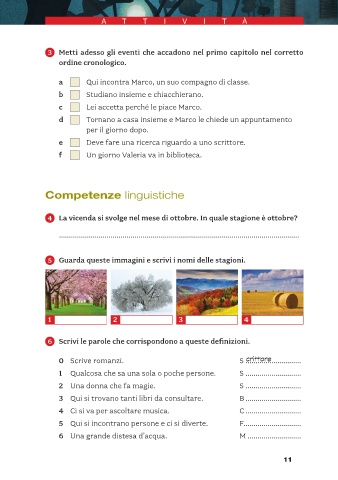 ATTIVITÀ
3 Metti adesso gli eventi che accadono nel primo capitolo nel corretto
ordine cronologico.
a Qui incontra Marco, un suo compagno di classe.
b Studiano insieme e chiacchierano.
c Lei accetta perché le piace Marco.
d Tornano a casa insieme e Marco le chiede un appuntamento
per il giorno dopo.
e Deve fare una ricerca riguardo a uno scrittore.
f Un giorno Valeria va in biblioteca.
Competenze linguistiche
4 La vicenda si svolge nel mese di ottobre. In quale stagione è ottobre?
5 Guarda queste immagini e scrivi i nomi delle stagioni.
1 2 3 4
6 Scrivi le parole che corrispondono a queste definizioni.
0 Scrive romanzi. S crittore
1 Qualcosa che sa una sola o poche persone. S
2 Una donna che fa magie. S
3 Qui si trovano tanti libri da consultare. B
4 Ci si va per ascoltare musica. C
5 Qui si incontrano persone e ci si diverte. F
6 Una grande distesa d'acqua. M
11